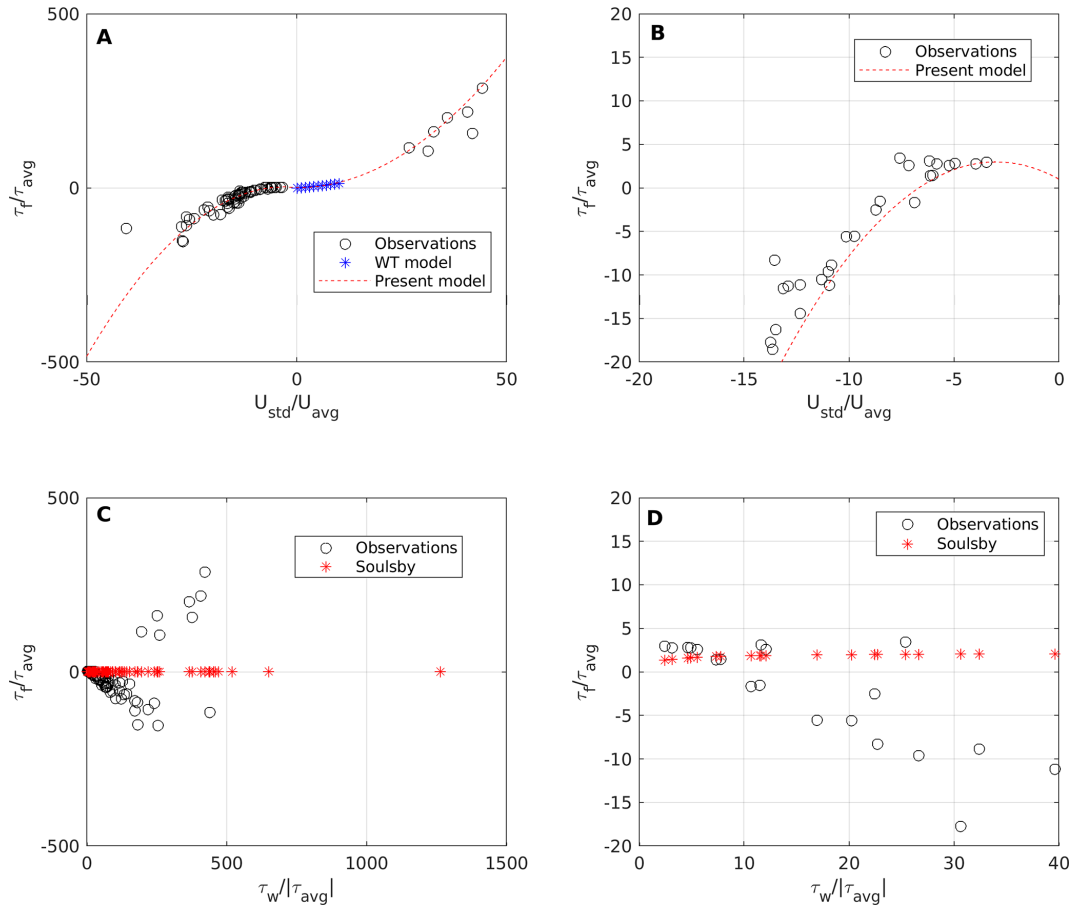 A
500
0
-500
-50
0
50
τf/τavg
Ustd/Uavg
Observations
WT model
Present model
B
20
15
10
5
0
-5
-10
-15
-20
-20
-15
-10
-5
0
τf/τavg
Ustd/Uavg
Observations
Present model
C
500
0
-500
0
500
1000
1500
τf/τavg
τw/|τavg|
Observations
Soulsby
D
20
15
10
5
0
-5
-10
-15
-20
0
10
20
30
40
τf/τavg
τw/|τavg|
Observations
Soulsby